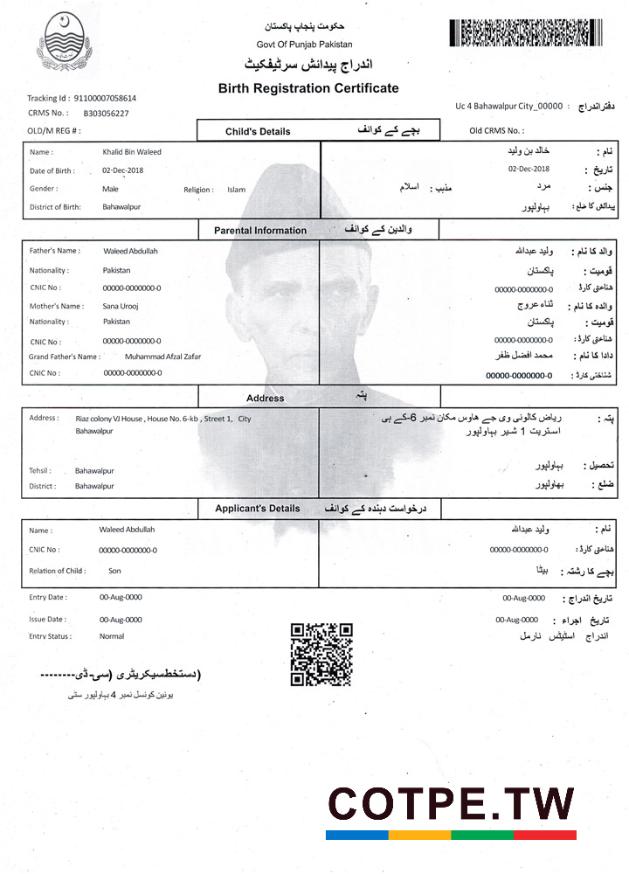 حکومت پنجاب پاکستان
Govt Of Punjab Pakistan
اندراج پیدائش سرٹیفکیٹ
Birth Registration Certificate
Tracking Id : 91100007058614
CRMS No : B303056227
Uc 4 Bahawalpur City_00000 : دفتراندراج
OLD/M REG # :
Child's Details بچے کے کوائف
Old CRMS No. :
Name : Khalid Bin Waleed خالد بن ولید نام :
Date of Birth : 02-Dec-2018 02-Dec-2018 تاریخ :
Gender : Male Religion : Islam مذہب : اسلام مرد جنس :
District of Birth: Bahawalpur بہاولپور پیدائش کا ضلع :
Parental Information والدین کے کوائف
Father's Name : Waleed Abdullah ولید عبداللہ والد کا نام :
Nationality : Pakistan پاکستان قومیت :
CNIC No : 00000-0000000-0 00000-0000000-0 شناختی کارڈ :
Mother's Name : Sana Urooj ثناء عروج والدہ کا نام :
Nationality : Pakistan پاکستان قومیت :
CNIC No : 00000-0000000-0 00000-0000000-0 شناختی کارڈ :
Grand Father's Name : Muhammad Afzal Zafar محمد افضل ظفر دادا کا نام :
CNIC No : 00000-0000000-0 00000-0000000-0 شناختی کارڈ :
Address پتہ
Address : Riaz colony VJ House , House No. 6-kb , Street 1, City ریاض کالوئی وی جے ھاوس مکان نمبر 6-کے بی پتہ :
Bahawalpur استریت 1 شیر بہاولپور
Tehsil : Bahawalpur بہاولپور تحصیل :
District : Bahawalpur بھاولپور ضلع :
Applicant's Details درخواست دہندہ کے کوائف
Name : Waleed Abdullah ولید عبداللہ نام :
CNIC No : 00000-0000000-0 00000-0000000-0 شناختی کارڈ :
Relation of Child : Son بیٹا بچے کا رشتہ :
Entry Date : 00-Aug-0000 00-Aug-0000 تاریخ اندراج :
Issue Date : 00-Aug-0000 00-Aug-0000 تاریخ اجراء :
Entry Status : Normal اندراج اسٹیٹس نارمل
(دستخطسیکریٹری (سی-ڈی--------
یونین کونسل نمبر 4 بہاولپور سٹی
COTPE.TW